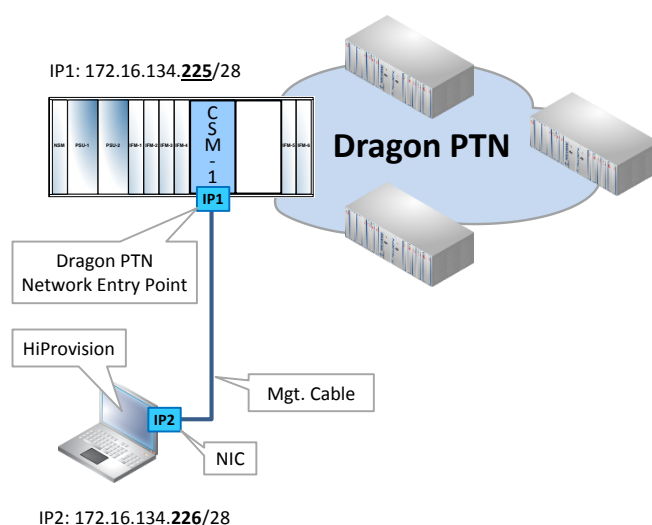 IP1: 172.16.134.225/28
NSM
PSU-1
PSU-2
IFM-1
IFM-2
IFM-3
IFM-4
CSM-1
IFM-5
IFM-6
IP1
Dragon PTN
Dragon PTN
Network Entry Point
HiProvision
Mgt. Cable
IP2
NIC
IP2: 172.16.134.226/28